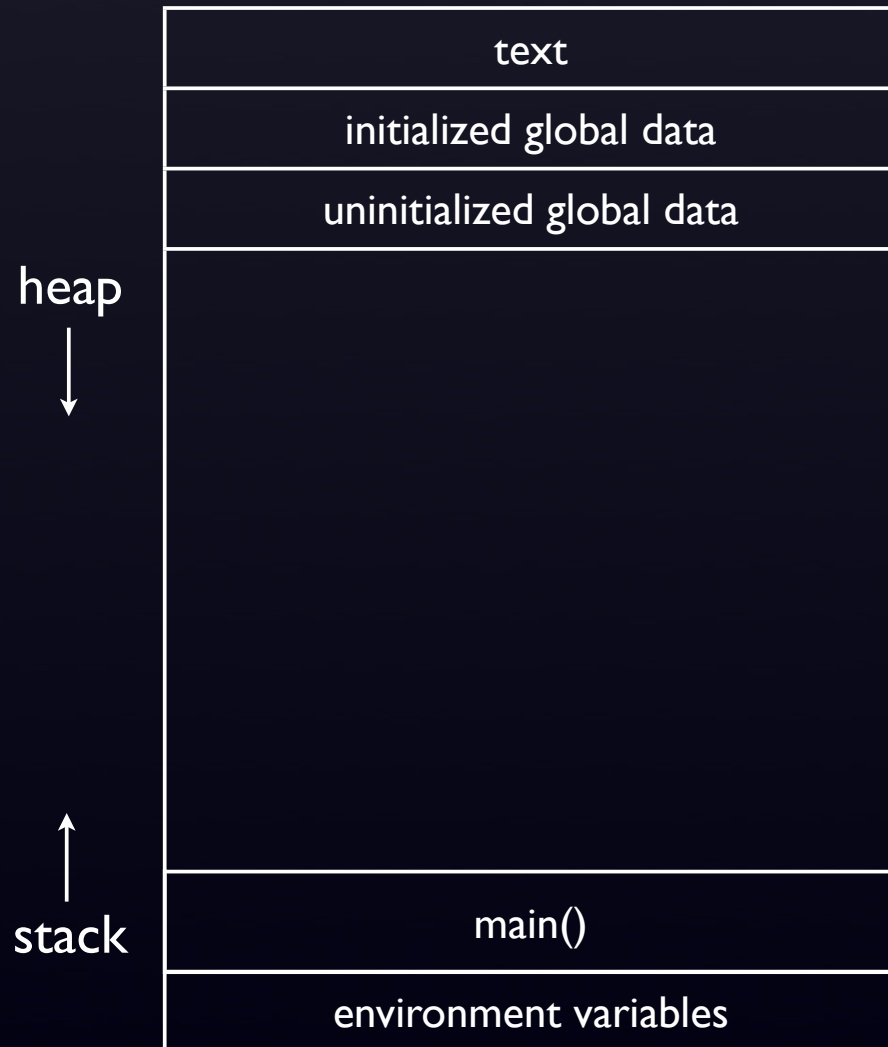 text
initialized global data
uninitialized global data
heap
main()
stack
environment variables